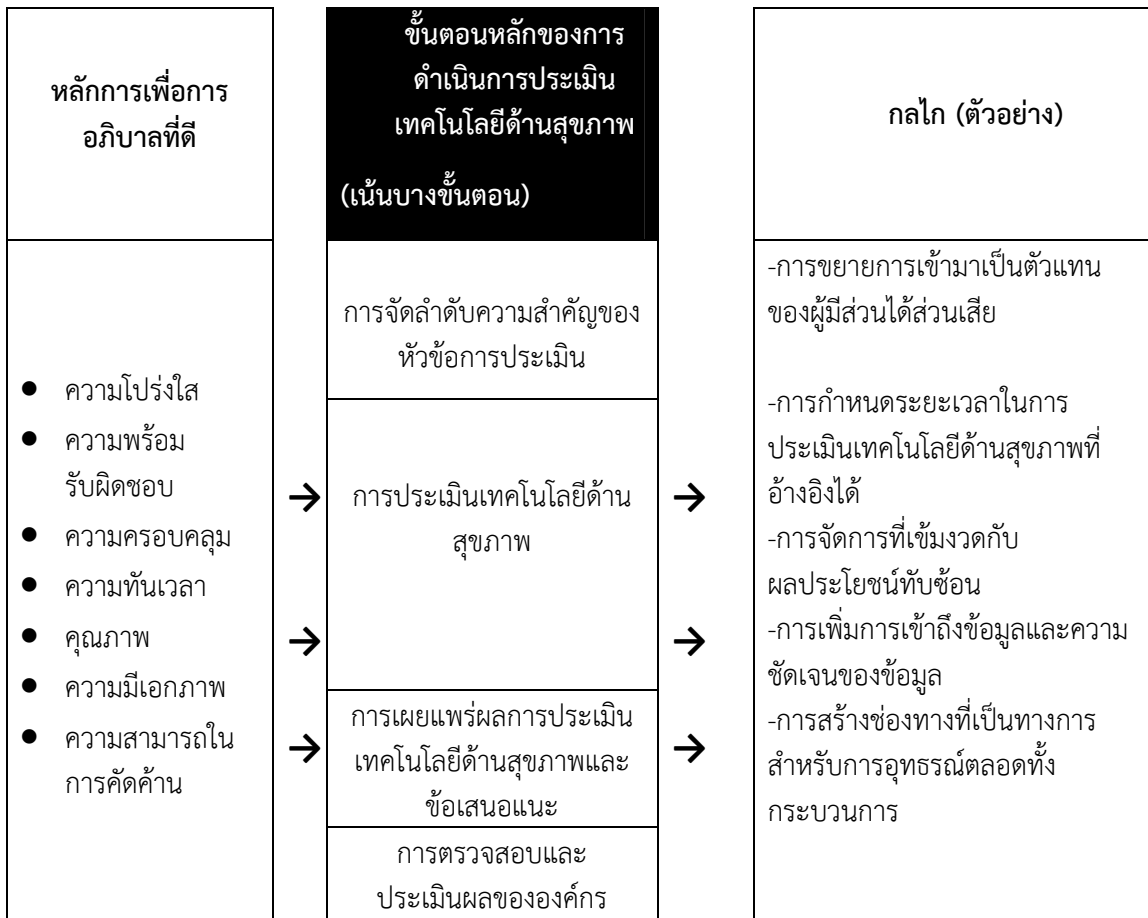 หลักการเพื่อการ
อภิบาลที่ดี
● ความโปร่งใส
● ความพร้อม
รับผิดชอบ
● ความครอบคลุม
● ความทันเวลา
● คุณภาพ
● ความมีเอกภาพ
● ความสามารถใน
การคัดค้าน
ขั้นตอนหลักของการ
ดำเนินการประเมิน
เทคโนโลยีด้านสุขภาพ
(เน้นบางขั้นตอน)
การจัดลำดับความสำคัญของ
หัวข้อการประเมิน
การประเมินเทคโนโลยีด้าน
สุขภาพ
การเผยแพร่ผลการประเมิน
เทคโนโลยีด้านสุขภาพและ
ข้อเสนอแนะ
การตรวจสอบและ
ประเมินผลขององค์กร
กลไก (ตัวอย่าง)
-การขยายการเข้ามาเป็นตัวแทน
ของผู้มีส่วนได้ส่วนเสีย
-การกำหนดระยะเวลาในการ
ประเมินเทคโนโลยีด้านสุขภาพที่
อ้างอิงได้
-การจัดการที่เข้มงวดกับ
ผลประโยชน์ทับซ้อน
-การเพิ่มการเข้าถึงข้อมูลและความ
ชัดเจนของข้อมูล
-การสร้างช่องทางที่เป็นทางการ
สำหรับการอุทธรณ์ตลอดทั้ง
กระบวนการ